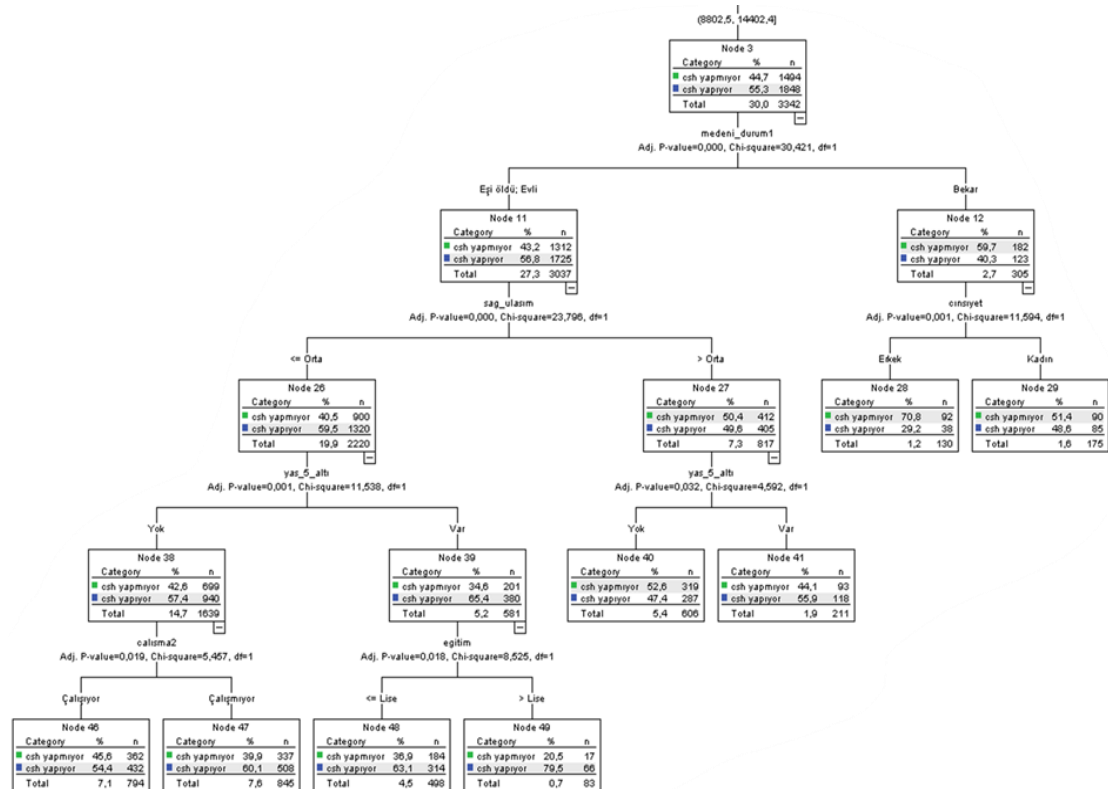 (8802,5, 14402,4]
Node 3
Category % n
csh yapmıyor 44,7 1494
csh yapıyor 55,3 1848
Total 30,0 3342
medeni_durum1
Adj. P-value=0,000, Chi-square=30,421, df=1
Eşi öldü; Evli
Bekar
Node 11
Category % n
csh yapmıyor 43,2 1312
csh yapıyor 56,8 1725
Total 27,3 3037
Node 12
Category % n
csh yapmıyor 59,7 182
csh yapıyor 40,3 123
Total 2,7 305
sag_ulasım
Adj. P-value=0,000, Chi-square=23,796, df=1
cınsıyet
Adj. P-value=0,001, Chi-square=11,594, df=1
<= Orta
> Orta
Erkek
Kadın
Node 26
Category % n
csh yapmıyor 40,5 900
csh yapıyor 59,5 1320
Total 19,9 2220
Node 27
Category % n
csh yapmıyor 50,4 412
csh yapıyor 49,6 405
Total 7,3 817
Node 28
Category % n
csh yapmıyor 70,8 92
csh yapıyor 29,2 38
Total 1,2 130
Node 29
Category % n
csh yapmıyor 51,4 90
csh yapıyor 48,6 85
Total 1,6 175
yas_5_altı
Adj. P-value=0,001, Chi-square=11,538, df=1
yas_5_altı
Adj. P-value=0,032, Chi-square=4,592, df=1
Yok
Var
Yok
Var
Node 38
Category % n
csh yapmıyor 42,6 699
csh yapıyor 57,4 940
Total 14,7 1639
Node 39
Category % n
csh yapmıyor 34,6 201
csh yapıyor 65,4 380
Total 5,2 581
Node 40
Category % n
csh yapmıyor 52,6 319
csh yapıyor 47,4 287
Total 5,4 606
Node 41
Category % n
csh yapmıyor 44,1 93
csh yapıyor 55,9 118
Total 1,9 211
calısma2
Adj. P-value=0,019, Chi-square=5,457, df=1
egitim
Adj. P-value=0,018, Chi-square=8,525, df=1
Çalışıyor
Çalışmıyor
<= Lise
> Lise
Node 46
Category % n
csh yapmıyor 45,6 362
csh yapıyor 54,4 432
Total 7,1 794
Node 47
Category % n
csh yapmıyor 39,9 337
csh yapıyor 60,1 508
Total 7,6 845
Node 48
Category % n
csh yapmıyor 36,9 184
csh yapıyor 63,1 314
Total 4,5 498
Node 49
Category % n
csh yapmıyor 20,5 17
csh yapıyor 79,5 66
Total 0,7 83